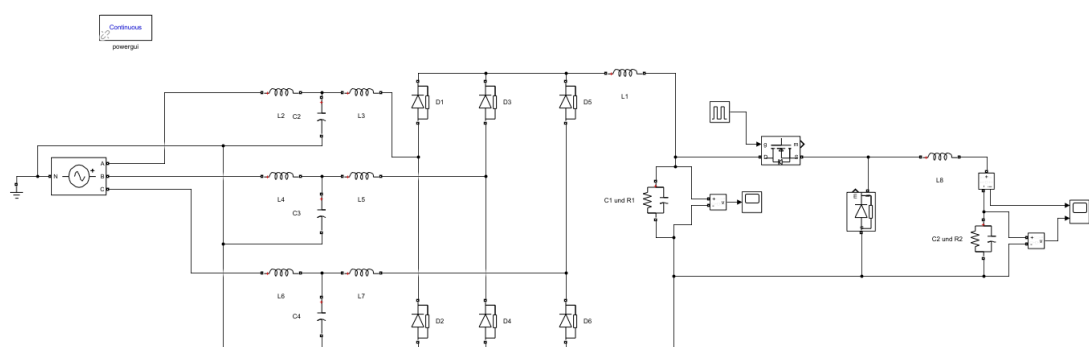 Continuous
powergui
L1
D1
D3
D5
L2
C2
L3
N
A
B
C
g
m
D
S
L8
L4
C3
L5
C1 und R1
+
-
v
E
+
-
C2 und R2
+
-
v
L6
L7
C4
D2
D4
D6